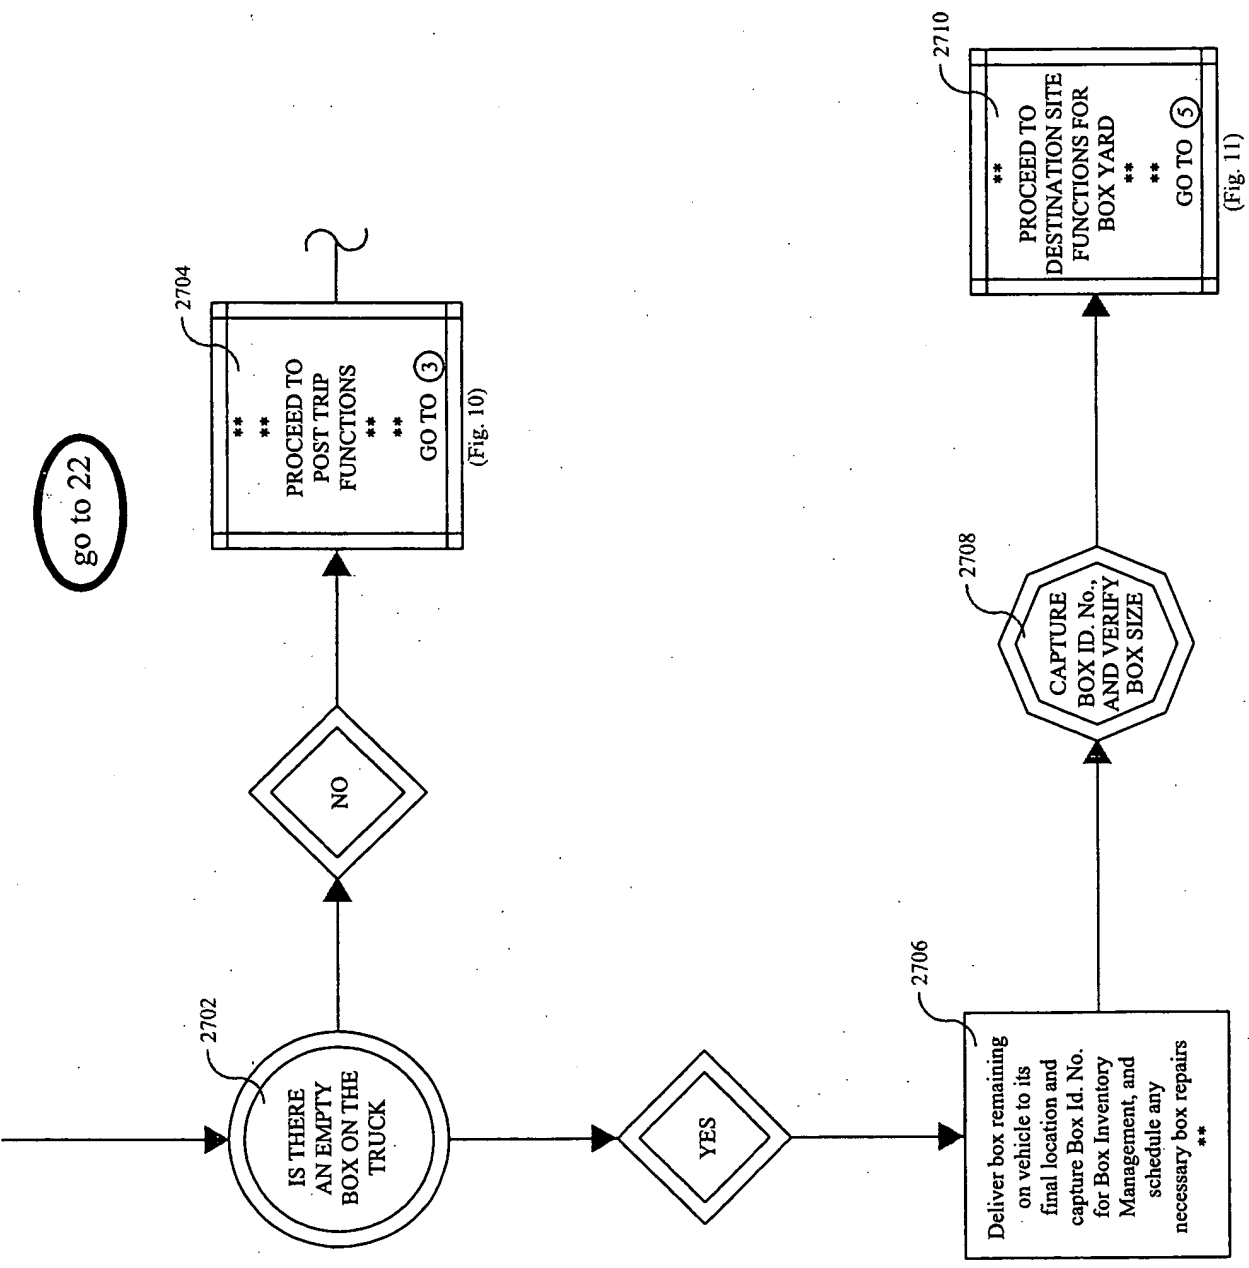 go to 22
2702
IS THERE
AN EMPTY
BOX ON THE
TRUCK
NO
2704
**
**
PROCEED TO
POST TRIP
FUNCTIONS
**
**
GO TO 3
(Fig. 10)
YES
2706
Deliver box remaining
on vehicle to its
final location and
capture Box Id. No.
for Box Inventory
Management, and
schedule any
necessary box repairs
**
2708
CAPTURE
BOX ID. No.,
AND VERIFY
BOX SIZE
2710
**
PROCEED TO
DESTINATION SITE
FUNCTIONS FOR
BOX YARD
**
**
GO TO 5
(Fig. 11)